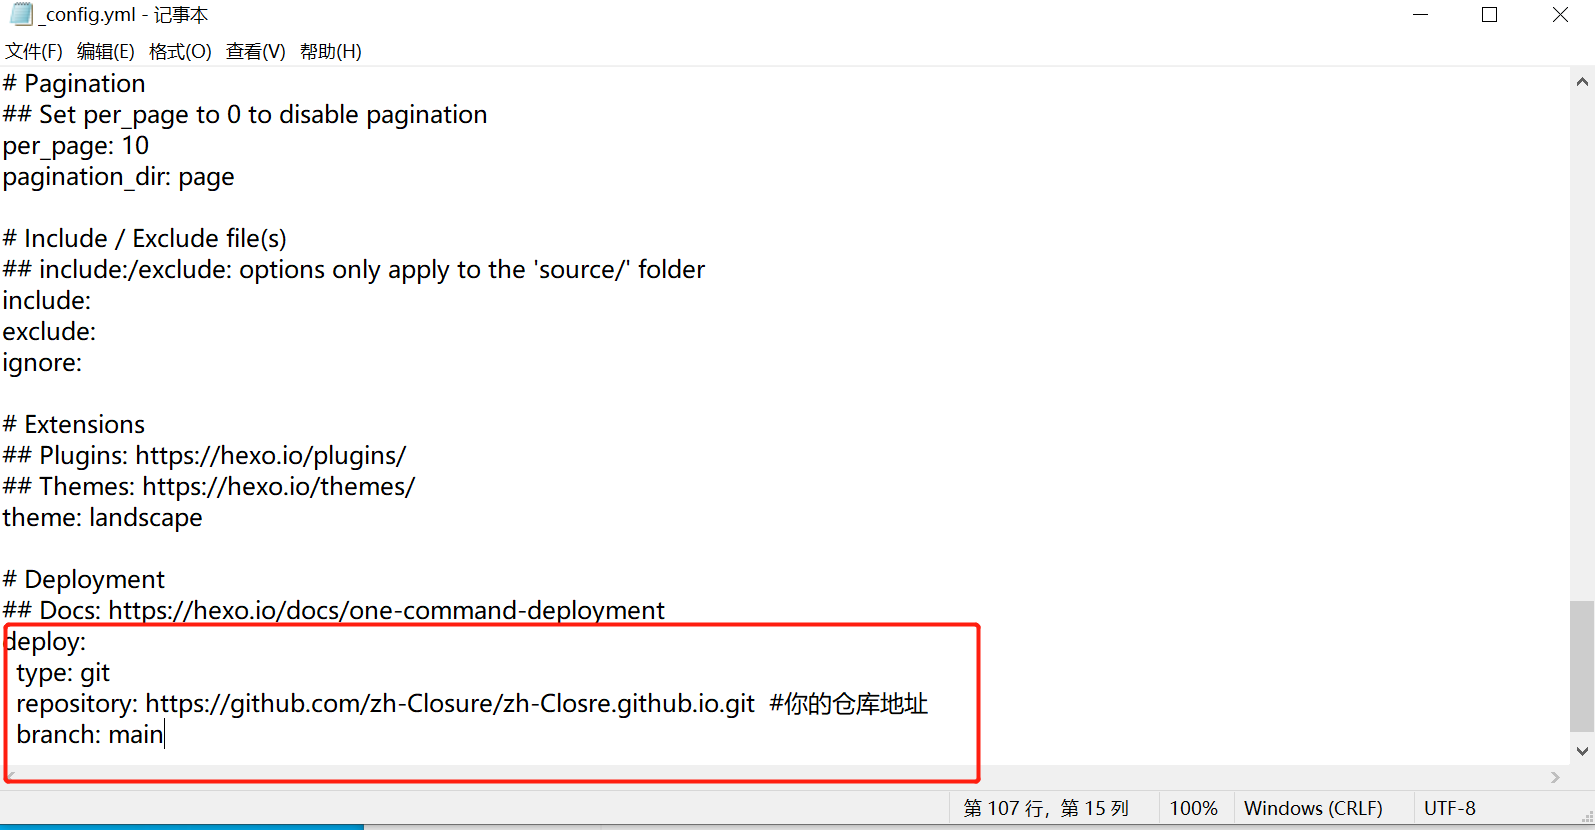 _config.yml - 记事本
文件(F) 编辑(E) 格式(O) 查看(V) 帮助(H)
# Pagination
## Set per_page to 0 to disable pagination
per_page: 10
pagination_dir: page
# Include / Exclude file(s)
## include:/exclude: options only apply to the 'source/' folder
include:
exclude:
ignore:
# Extensions
## Plugins: https://hexo.io/plugins/
## Themes: https://hexo.io/themes/
theme: landscape
# Deployment
## Docs: https://hexo.io/docs/one-command-deployment
deploy:
type: git
repository: https://github.com/zh-Closure/zh-Closre.github.io.git #你的仓库地址
branch: main
第 107 行，第 15 列 100% Windows (CRLF) UTF-8